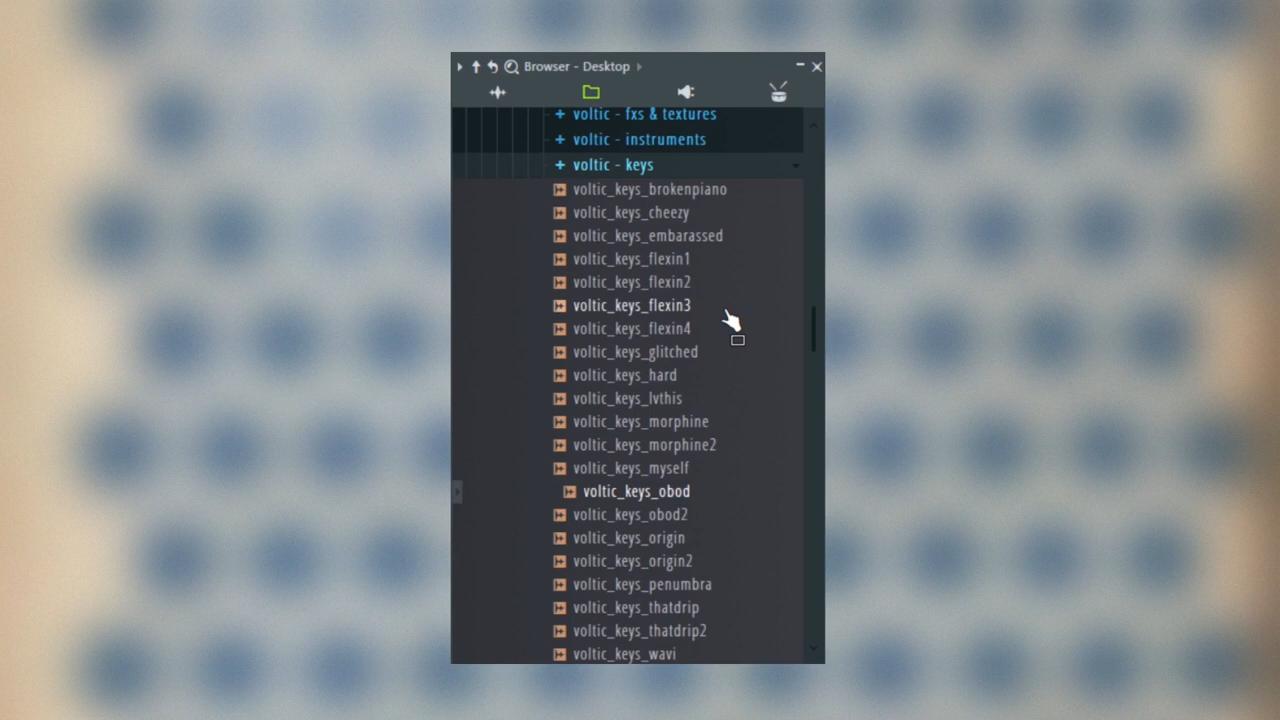 Browser - Desktop
voltic - fxs & textures
voltic - instruments
voltic - keys
voltic_keys_brokenpiano
voltic_keys_cheezy
voltic_keys_embarassed
voltic_keys_flexin1
voltic_keys_flexin2
voltic_keys_flexin3
voltic_keys_flexin4
voltic_keys_glitched
voltic_keys_hard
voltic_keys_lvthis
voltic_keys_morphine
voltic_keys_morphine2
voltic_keys_myself
voltic_keys_obod
voltic_keys_obod2
voltic_keys_origin
voltic_keys_origin2
voltic_keys_penumbra
voltic_keys_thatdrip
voltic_keys_thatdrip2
voltic_keys_wavi